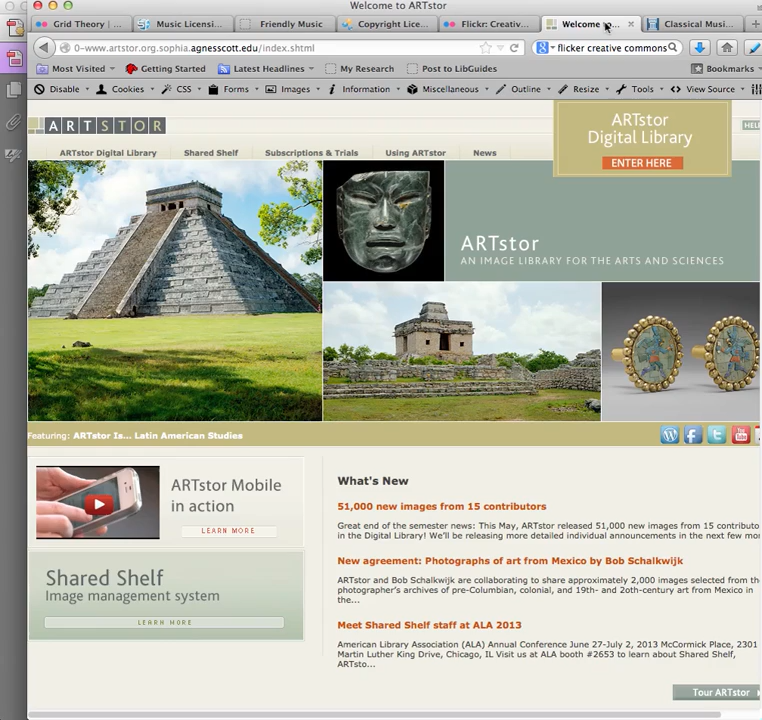 Welcome to ARTstor
Grid Theory |
Music Licensi...
Friendly Music
Copyright Lice...
Flickr: Creativ...
Welcome to...
Classical Musi...
0-www.artstor.org.sophia.agnesscott.edu/index.shtml
flicker creative commons
Most Visited
Getting Started
Latest Headlines
My Research
Post to LibGuides
Bookmarks
Disable
Cookies
CSS
Forms
Images
Information
Miscellaneous
Outline
Resize
Tools
View Source
ARTSTOR
ARTstor
Digital Library
ENTER HERE
HEL
ARTstor Digital Library
Shared Shelf
Subscriptions & Trials
Using ARTstor
News
ARTstor
AN IMAGE LIBRARY FOR THE ARTS AND SCIENCES
Featuring: ARTstor Is... Latin American Studies
ARTstor Mobile
in action
LEARN MORE
Shared Shelf
Image management system
LEARN MORE
What's New
51,000 new images from 15 contributors
Great end of the semester news: This May, ARTstor released 51,000 new images from 15 contributo
in the Digital Library! We'll be releasing more detailed individual announcements in the next few mo
New agreement: Photographs of art from Mexico by Bob Schalkwijk
ARTstor and Bob Schalkwijk are collaborating to share approximately 2,000 images selected from th
photographer's archives of pre-Columbian, colonial, and 19th- and 2oth-century art from Mexico in
the...
Meet Shared Shelf staff at ALA 2013
American Library Association (ALA) Annual Conference June 27-July 2, 2013 McCormick Place, 2301
Martin Luther King Drive, Chicago, IL Visit us at ALA booth #2653 to learn about Shared Shelf,
ARTsto...
Tour ARTstor